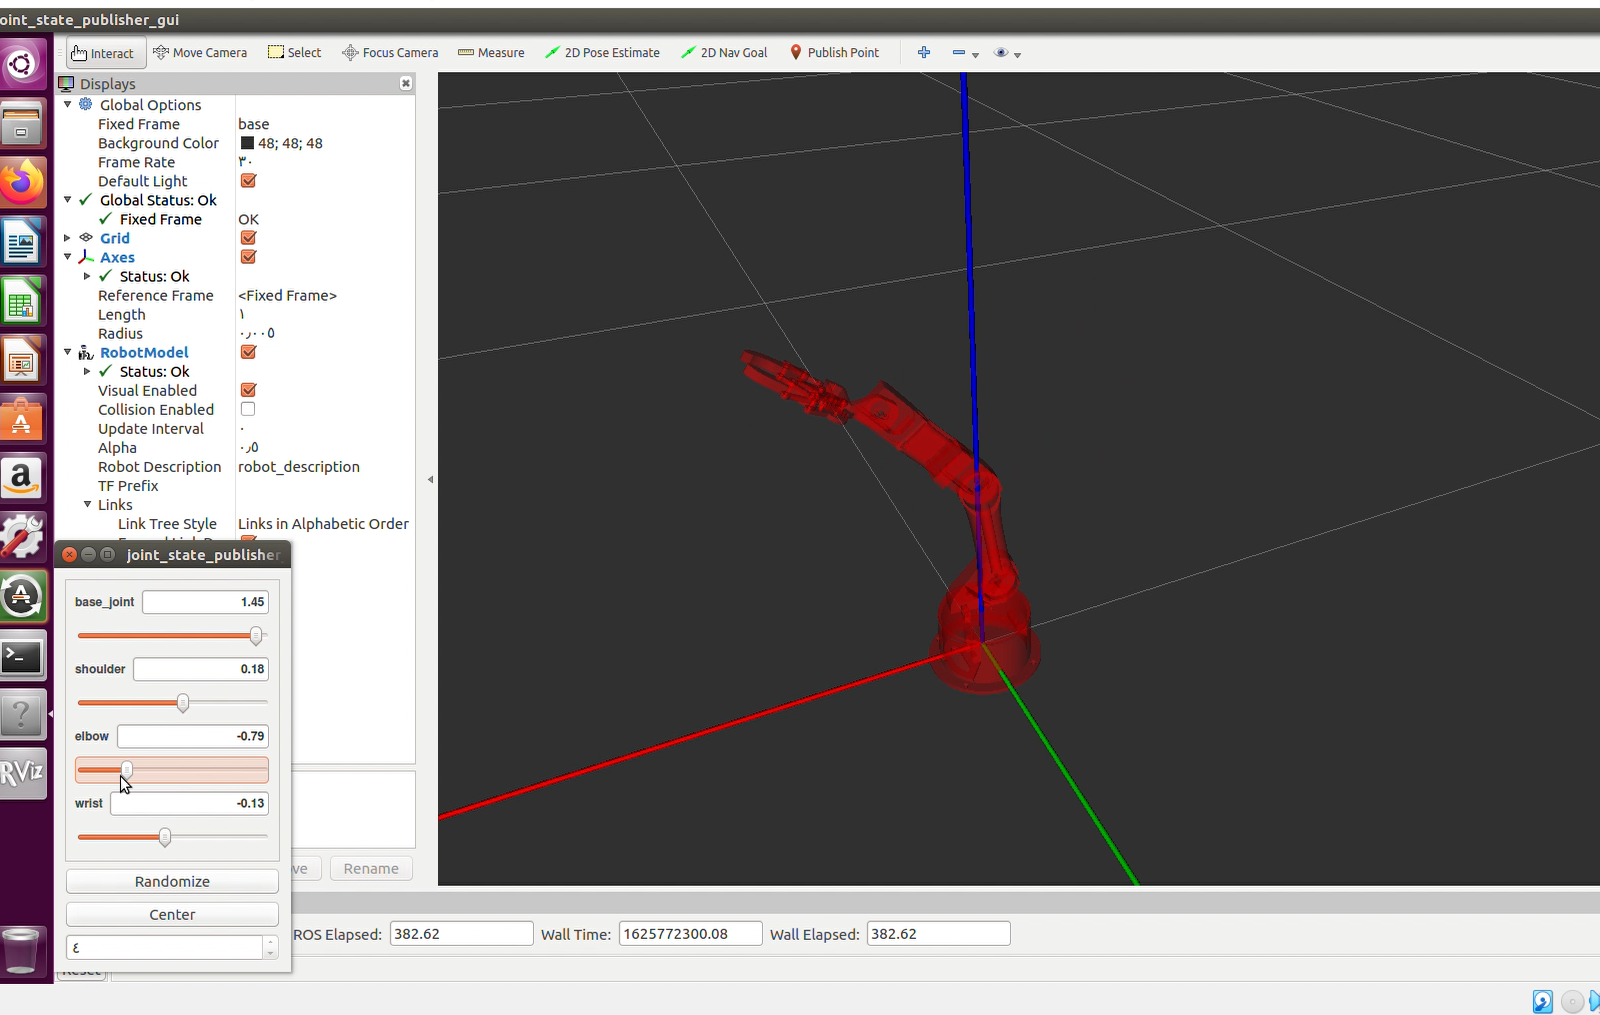 oint_state_publisher_gui
Interact Move Camera Select Focus Camera Measure 2D Pose Estimate 2D Nav Goal Publish Point
Displays
Global Options
Fixed Frame base
Background Color 48; 48; 48
Frame Rate ٣٠
Default Light
Global Status: Ok
Fixed Frame OK
Grid
Axes
Status: Ok
Reference Frame <Fixed Frame>
Length ١
Radius ٠٫٠٠٥
RobotModel
Status: Ok
Visual Enabled
Collision Enabled
Update Interval ٠
Alpha ٠٫٥
Robot Description robot_description
TF Prefix
Links
Link Tree Style Links in Alphabetic Order
joint_state_publisher
base_joint 1.45
shoulder 0.18
elbow -0.79
wrist -0.13
Randomize
Center
٤
ve Rename
ROS Elapsed: 382.62 Wall Time: 1625772300.08 Wall Elapsed: 382.62
Reset
RViz